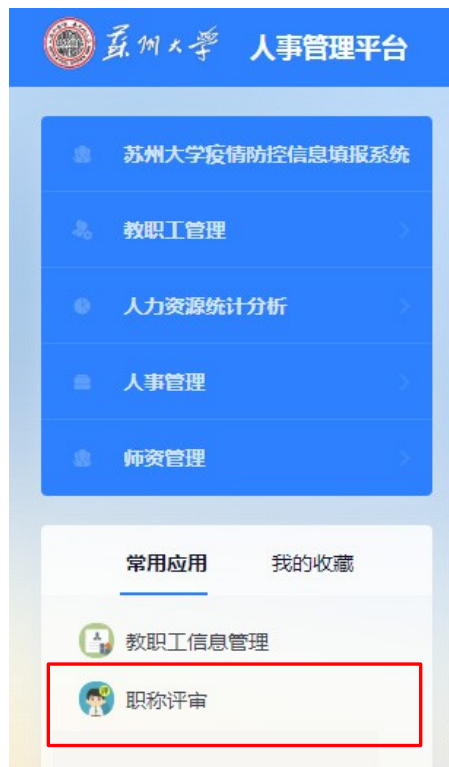 苏州大学 人事管理平台
苏州大学疫情防控信息填报系统
教职工管理
人力资源统计分析
人事管理
师资管理
常用应用 我的收藏
教职工信息管理
职称评审